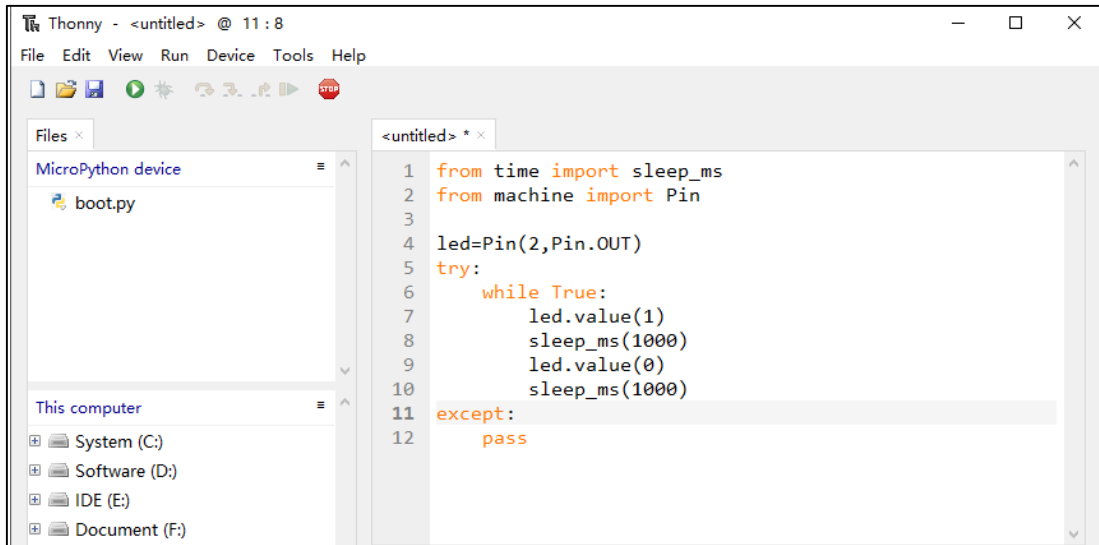 Thonny - <untitled> @ 11 : 8
File Edit View Run Device Tools Help
STOP
Files
MicroPython device
boot.py
This computer
System (C:)
Software (D:)
IDE (E:)
Document (F:)
<untitled> *
1 from time import sleep_ms
2 from machine import Pin
3
4 led=Pin(2,Pin.OUT)
5 try:
6     while True:
7         led.value(1)
8         sleep_ms(1000)
9         led.value(0)
10         sleep_ms(1000)
11 except:
12     pass